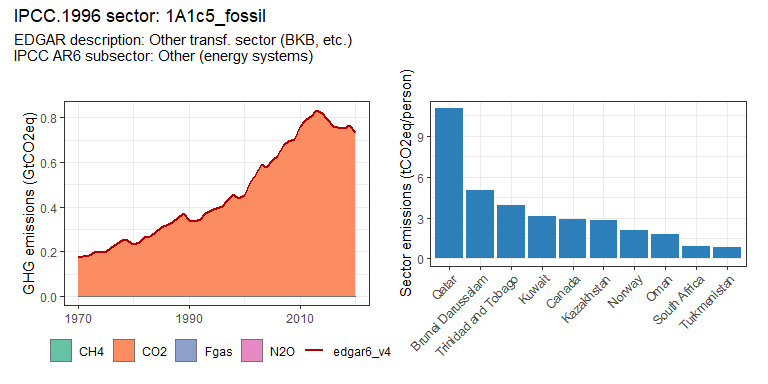 IPCC.1996 sector: 1A1c5_fossil
EDGAR description: Other transf. sector (BKB, etc.)
IPCC AR6 subsector: Other (energy systems)
GHG emissions (GtCO2eq)
0.8
0.6
0.4
0.2
0.0
1970
1990
2010
CH4
CO2
Fgas
N2O
edgar6_v4
Sector emissions (tCO2eq/person)
9
6
3
0
Qatar
Brunei Darussalam
Trinidad and Tobago
Kuwait
Canada
Kazakhstan
Norway
Oman
South Africa
Turkmenistan